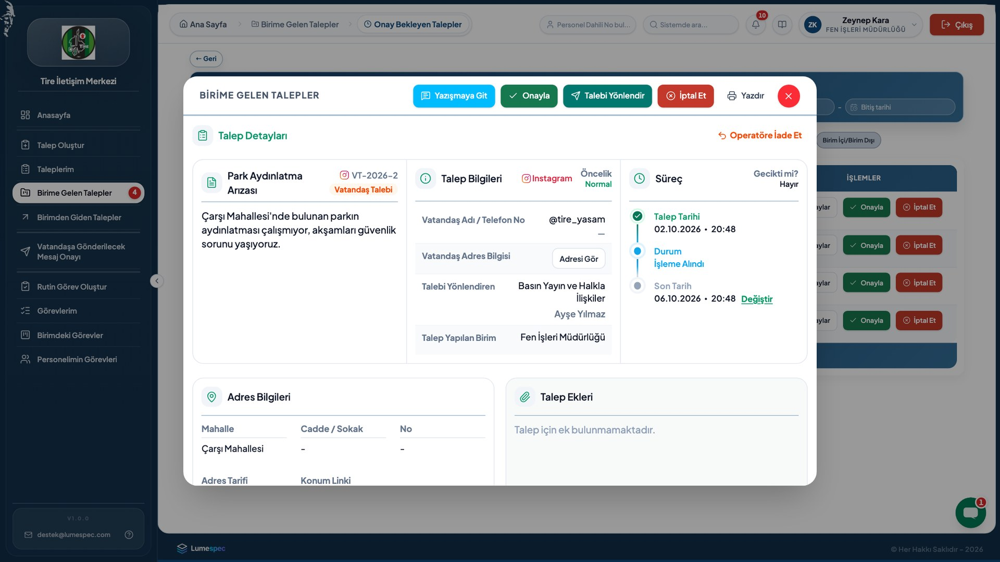 TİRE
Tire İletişim Merkezi
Anasayfa
Talep Oluştur
Taleplerim
Birime Gelen Talepler
4
Birimden Giden Talepler
Vatandaşa Gönderilecek
Mesaj Onayı
Rutin Görev Oluştur
Görevlerim
Birimdeki Görevler
Personelimin Görevleri
V1.0.0
destek@lumespec.com
Ana Sayfa
Birime Gelen Talepler
Onay Bekleyen Talepler
Personel Dahili No bul...
Sistemde ara...
10
ZK
Zeynep Kara
FEN İŞLERİ MÜDÜRLÜĞÜ
Çıkış
← Geri
- Bitiş tarihi
Birim İçi/Birim Dışı
İŞLEMLER
aylar Onayla İptal Et
aylar Onayla İptal Et
aylar Onayla İptal Et
aylar Onayla İptal Et
BİRİME GELEN TALEPLER
Yazışmaya Git
Onayla
Talebi Yönlendir
İptal Et
Yazdır
Talep Detayları
Operatöre İade Et
Park Aydınlatma
Arızası
VT-2026-2
Vatandaş Talebi
Çarşı Mahallesi'nde bulunan parkın
aydınlatması çalışmıyor, akşamları güvenlik
sorunu yaşıyoruz.
Talep Bilgileri
Instagram
Öncelik
Normal
Vatandaş Adı / Telefon No
@tire_yasam
—
Vatandaş Adres Bilgisi
Adresi Gör
Talebi Yönlendiren
Basın Yayın ve Halkla
İlişkiler
Ayşe Yılmaz
Talep Yapılan Birim
Fen İşleri Müdürlüğü
Süreç
Gecikti mi?
Hayır
Talep Tarihi
02.10.2026 • 20:48
Durum
İşleme Alındı
Son Tarih
06.10.2026 • 20:48 Değiştir
Adres Bilgileri
Mahalle Cadde / Sokak No
Çarşı Mahallesi - -
Adres Tarifi Konum Linki
Talep Ekleri
Talep için ek bulunmamaktadır.
1
Lumespec
© Her Hakkı Saklıdır - 2026